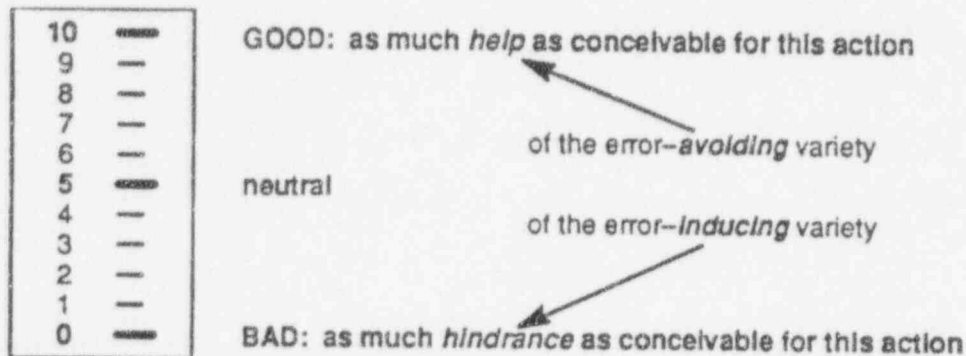 10 GOOD: as much help as conceivable for this action
9
8
7
6 of the error-avoiding variety
5 neutral
4 of the error-inducing variety
3
2
1
0 BAD: as much hindrance as conceivable for this action